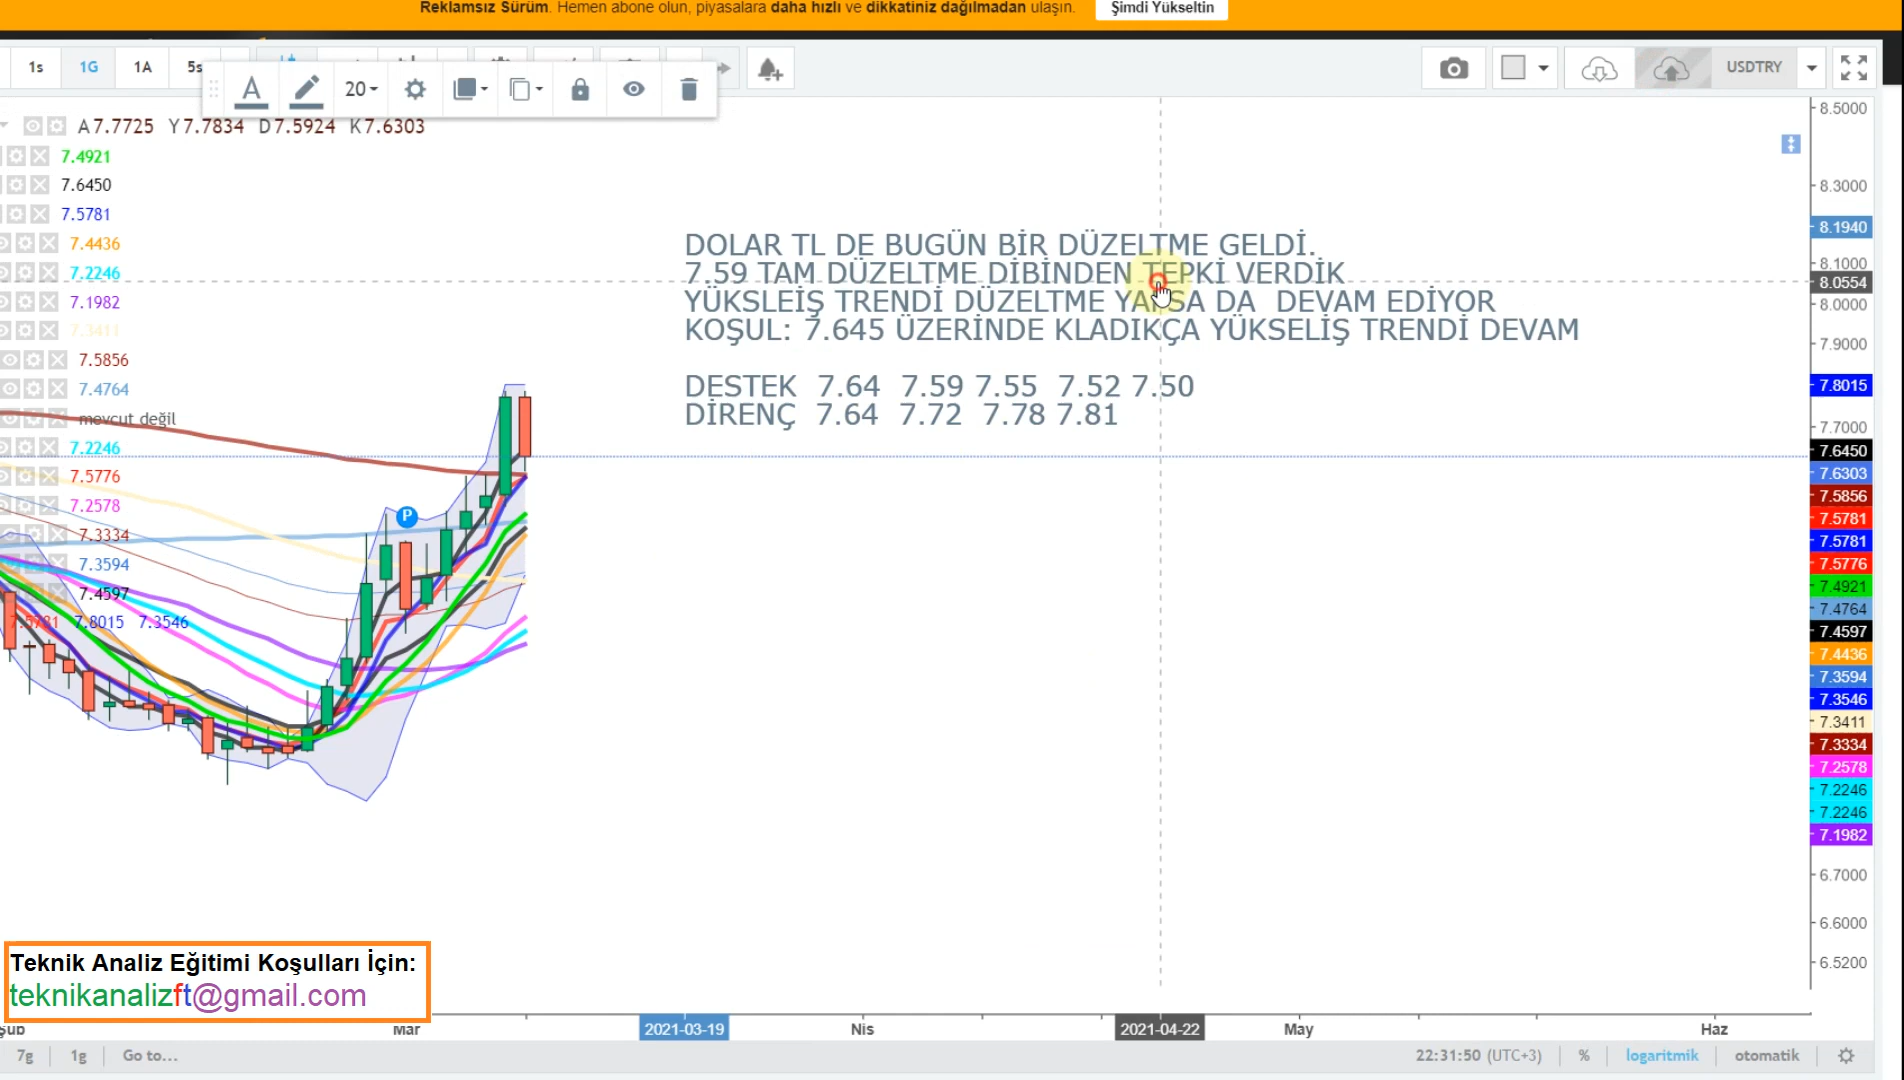 Reklamsız Sürüm. Hemen abone olun, piyasalara daha hızlı ve dikkatiniz dağılmadan ulaşın. Şimdi Yükseltin
1s 1G 1A 5s
20
USDTRY
A7.7725 Y7.7834 D7.5924 K7.6303
7.4921
7.6450
7.5781
7.4436
7.2246
7.1982
7.3411
7.5856
7.4764
mevcut değil
7.2246
7.5776
7.2578
7.3334
7.3594
7.4597
7.5781 7.8015 7.3546
DOLAR TL DE BUGÜN BİR DÜZELTME GELDİ.
7.59 TAM DÜZELTME DİBİNDEN TEPKİ VERDİK
YÜKSLEİŞ TRENDİ DÜZELTME YAPSA DA DEVAM EDİYOR
KOŞUL: 7.645 ÜZERİNDE KLADIKÇA YÜKSELİŞ TRENDİ DEVAM
DESTEK 7.64 7.59 7.55 7.52 7.50
DİRENÇ 7.64 7.72 7.78 7.81
P
8.5000
8.3000
8.1940
8.1000
8.0554
8.0000
7.9000
7.8015
7.7000
7.6450
7.6303
7.5856
7.5781
7.5781
7.5776
7.4921
7.4764
7.4597
7.4436
7.3594
7.3546
7.3411
7.3334
7.2578
7.2246
7.2246
7.1982
6.7000
6.6000
6.5200
Teknik Analiz Eğitimi Koşulları İçin:
teknikanalizft@gmail.com
Şub Mar 2021-03-19 Nis 2021-04-22 May Haz
7g 1g Go to... 22:31:50 (UTC+3) % logaritmik otomatik